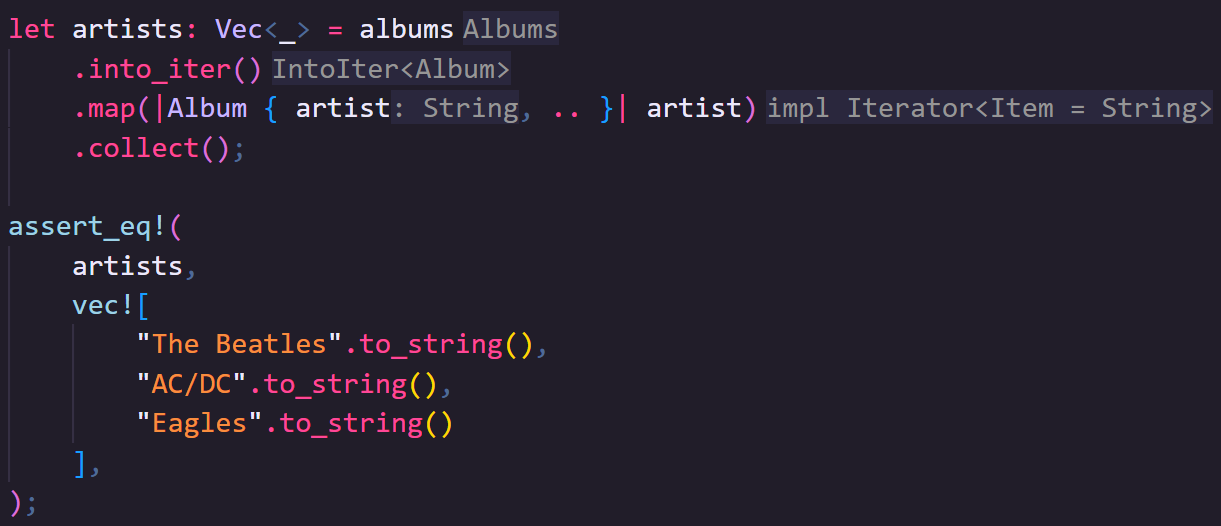 let artists: Vec<_> = albums Albums
    .into_iter() IntoIter<Album>
    .map(|Album { artist: String, .. }| artist) impl Iterator<Item = String>
    .collect();

assert_eq!(
    artists,
    vec![
        "The Beatles".to_string(),
        "AC/DC".to_string(),
        "Eagles".to_string()
    ],
);